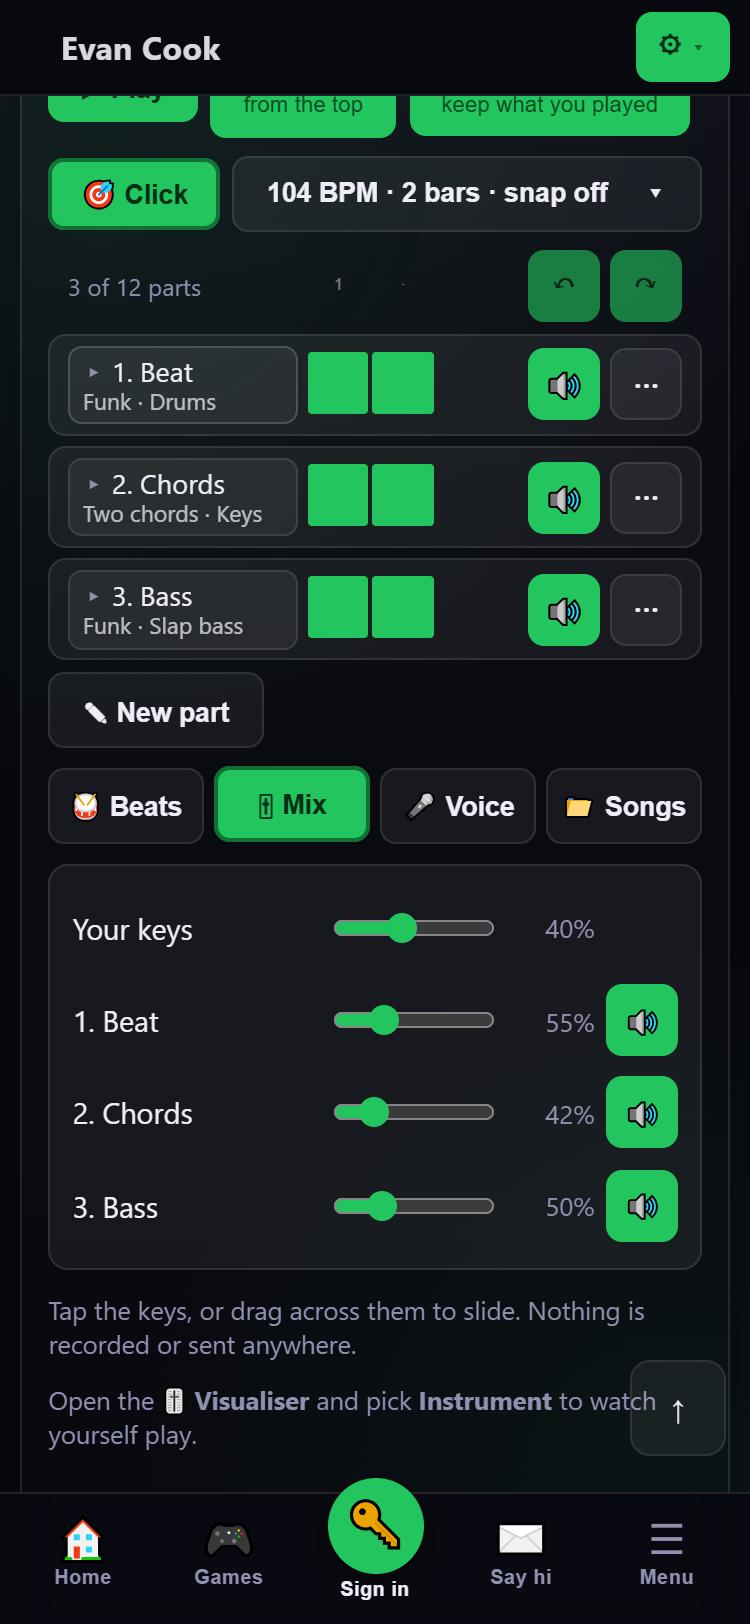 Evan Cook
Play
from the top
keep what you played
Click
104 BPM · 2 bars · snap off
3 of 12 parts
1
1. Beat
Funk · Drums
2. Chords
Two chords · Keys
3. Bass
Funk · Slap bass
New part
Beats
Mix
Voice
Songs
Your keys
40%
1. Beat
55%
2. Chords
42%
3. Bass
50%
Tap the keys, or drag across them to slide. Nothing is
recorded or sent anywhere.
Open the Visualiser and pick Instrument to watch
yourself play.
Home
Games
Sign in
Say hi
Menu